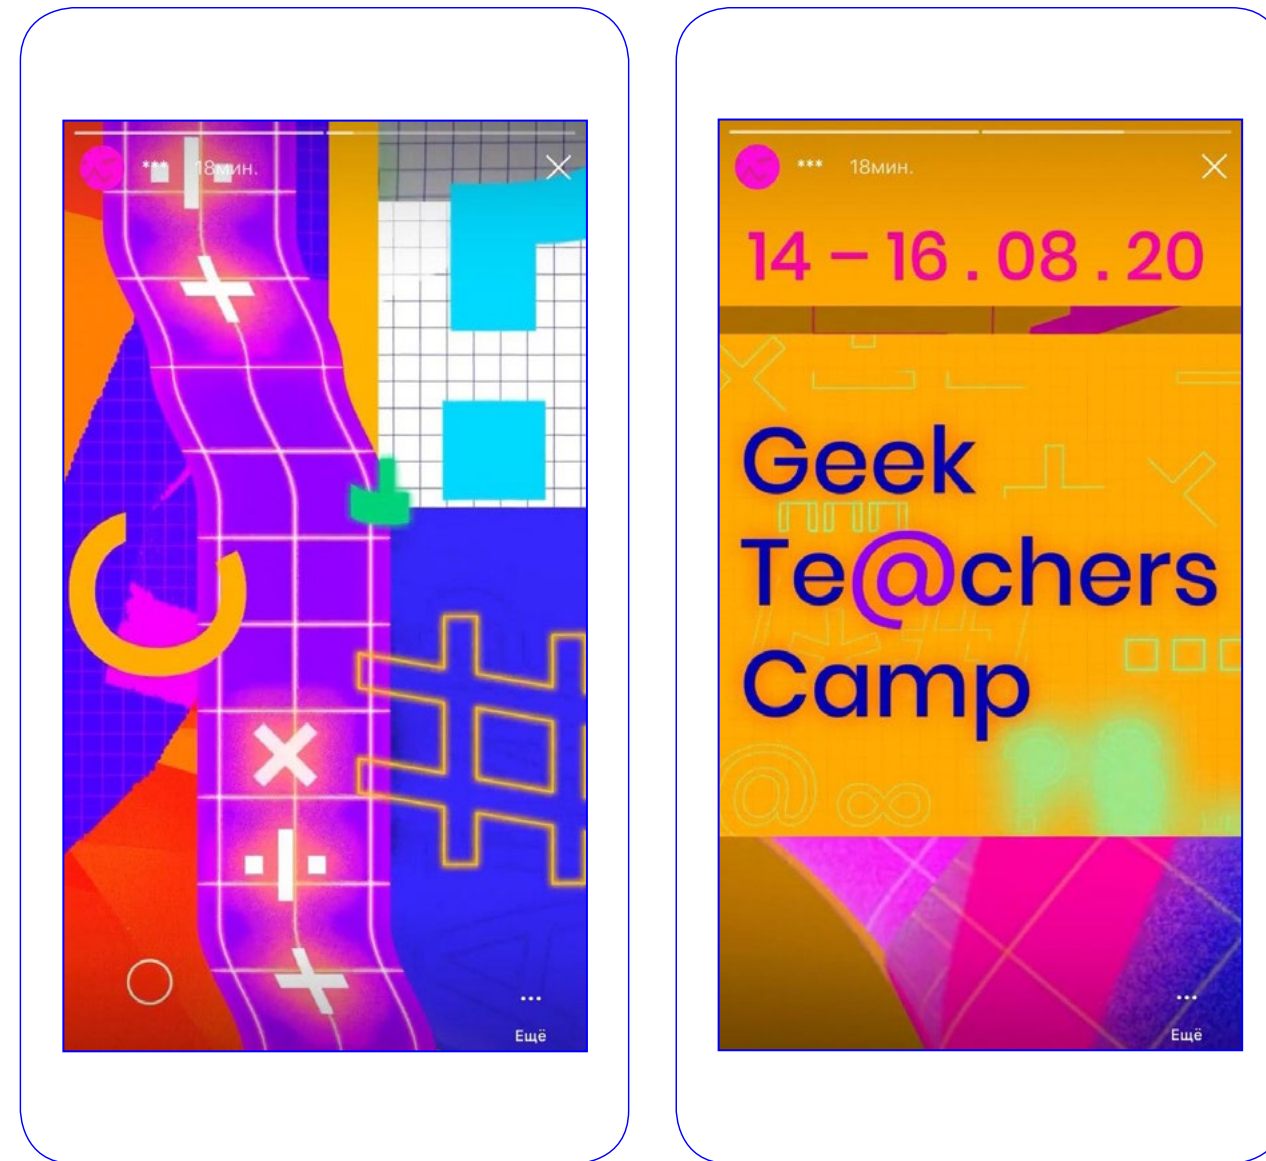 *** 18мин.
Ещё
*** 18мин.
14 – 16 . 08 . 20
Geek
Te@chers
Camp
Ещё